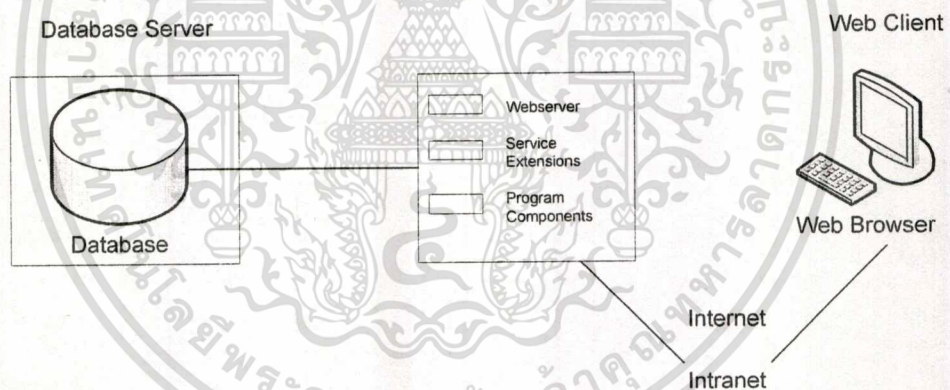 Database Server
Web Client
Webserver
Service
Extensions
Program
Components
Database
Web Browser
Internet
Intranet